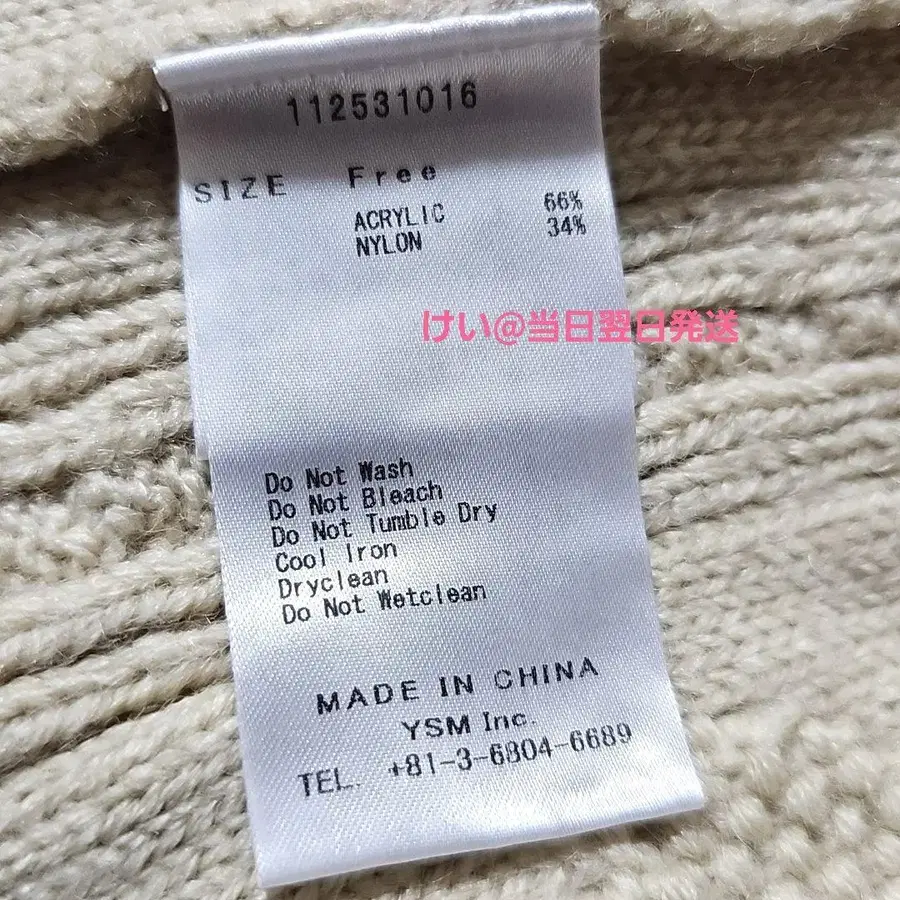 112531016
SIZE Free
ACRYLIC 66%
NYLON 34%
けい@当日翌日発送
Do Not Wash
Do Not Bleach
Do Not Tumble Dry
Cool Iron
Dryclean
Do Not Wetclean
MADE IN CHINA
YSM Inc.
TEL. +81-3-6804-6689